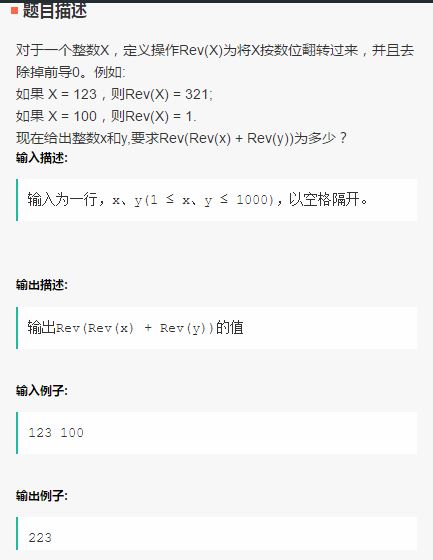 题目描述
对于一个整数X，定义操作Rev(X)为将X按数位翻转过来，并且去
除掉前导0。例如:
如果 X = 123，则Rev(X) = 321;
如果 X = 100，则Rev(X) = 1.
现在给出整数x和y,要求Rev(Rev(x) + Rev(y))为多少？
输入描述:
输入为一行，x、y(1 ≤ x、y ≤ 1000)，以空格隔开。
输出描述:
输出Rev(Rev(x) + Rev(y))的值
输入例子:
123 100
输出例子:
223